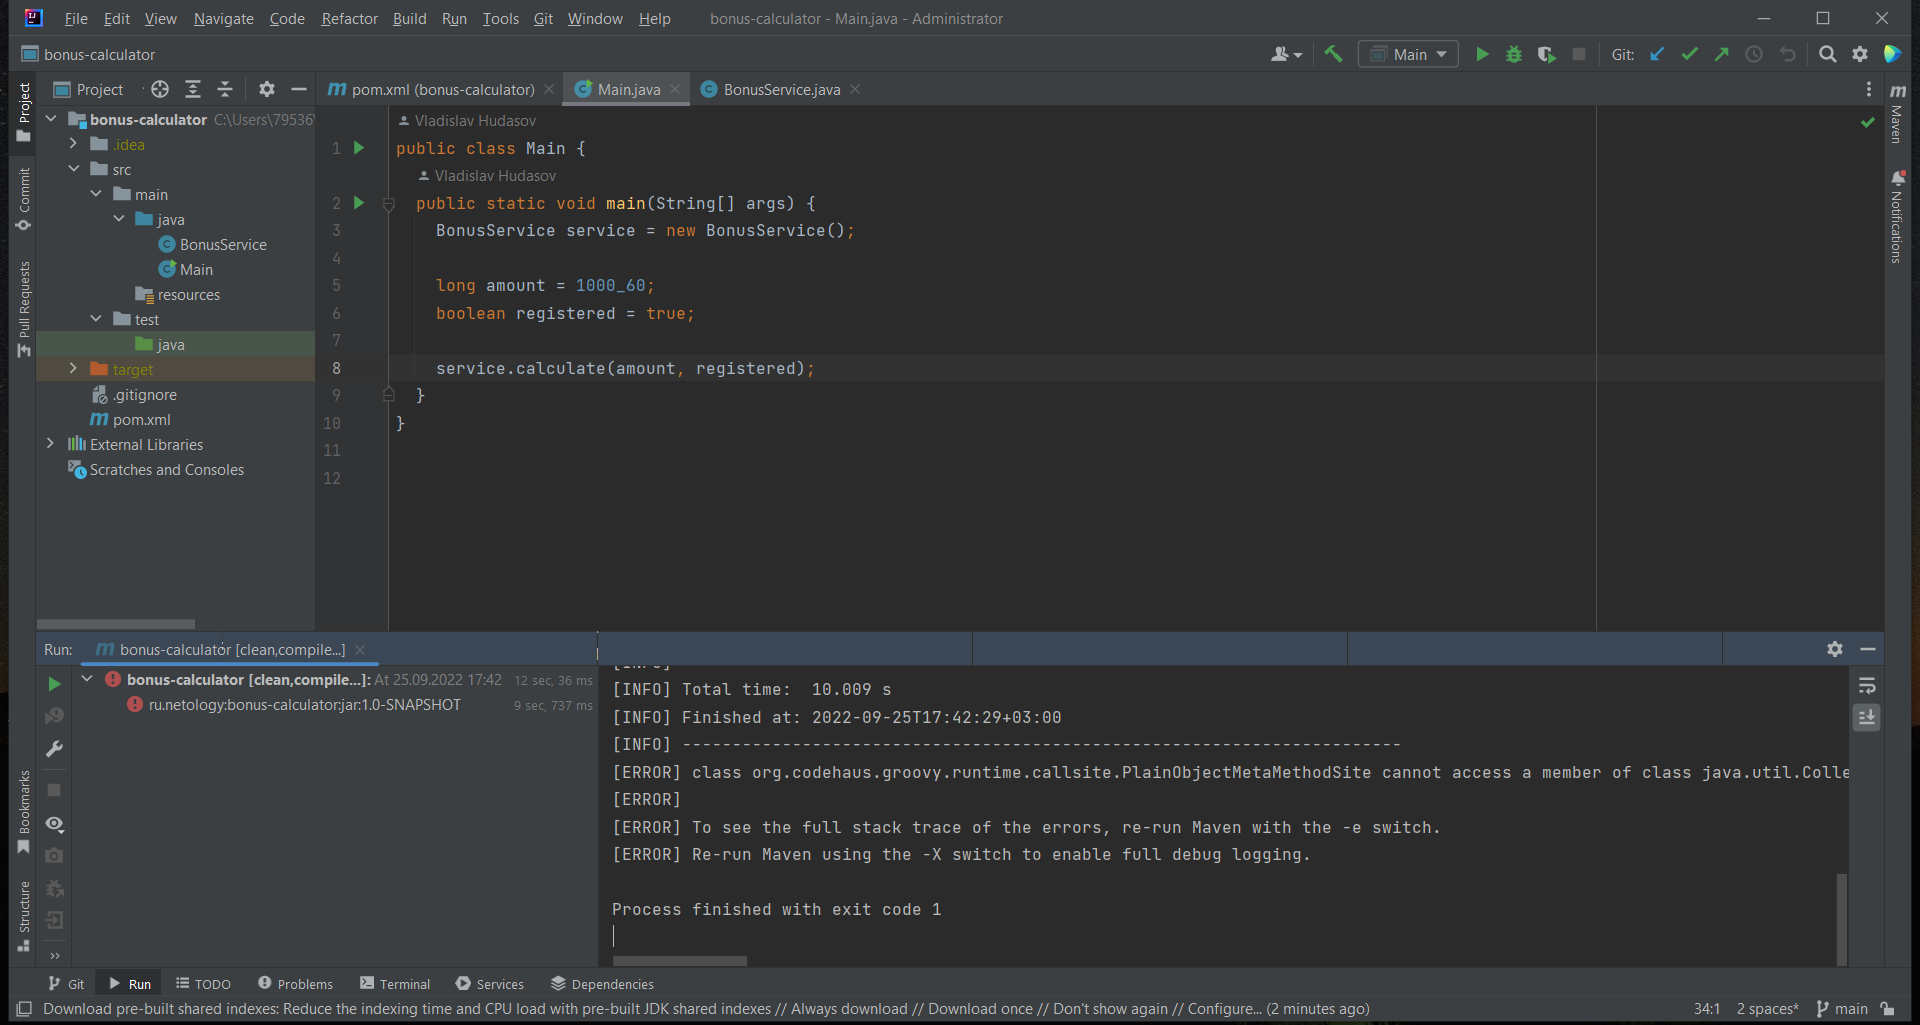 File Edit View Navigate Code Refactor Build Run Tools Git Window Help bonus-calculator - Main.java - Administrator
bonus-calculator Main Git:
Project pom.xml (bonus-calculator) Main.java BonusService.java
Project
Commit
Pull Requests
Bookmarks
Structure
Maven
Notifications
bonus-calculator C:\Users\79536\
.idea
src
main
java
BonusService
Main
resources
test
java
target
.gitignore
pom.xml
External Libraries
Scratches and Consoles
Vladislav Hudasov
1 public class Main {
Vladislav Hudasov
2 public static void main(String[] args) {
3 BonusService service = new BonusService();
4
5 long amount = 1000_60;
6 boolean registered = true;
7
8 service.calculate(amount, registered);
9 }
10 }
11
12
Run: bonus-calculator [clean,compile...]
bonus-calculator [clean,compile...]: At 25.09.2022 17:42 12 sec, 36 ms
ru.netology:bonus-calculator:jar:1.0-SNAPSHOT 9 sec, 737 ms
[INFO]
[INFO] Total time:  10.009 s
[INFO] Finished at: 2022-09-25T17:42:29+03:00
[INFO] ------------------------------------------------------------------------
[ERROR] class org.codehaus.groovy.runtime.callsite.PlainObjectMetaMethodSite cannot access a member of class java.util.Colle
[ERROR]
[ERROR] To see the full stack trace of the errors, re-run Maven with the -e switch.
[ERROR] Re-run Maven using the -X switch to enable full debug logging.
Process finished with exit code 1
Git Run TODO Problems Terminal Services Dependencies
Download pre-built shared indexes: Reduce the indexing time and CPU load with pre-built JDK shared indexes // Always download // Download once // Don't show again // Configure... (2 minutes ago) 34:1 2 spaces* main